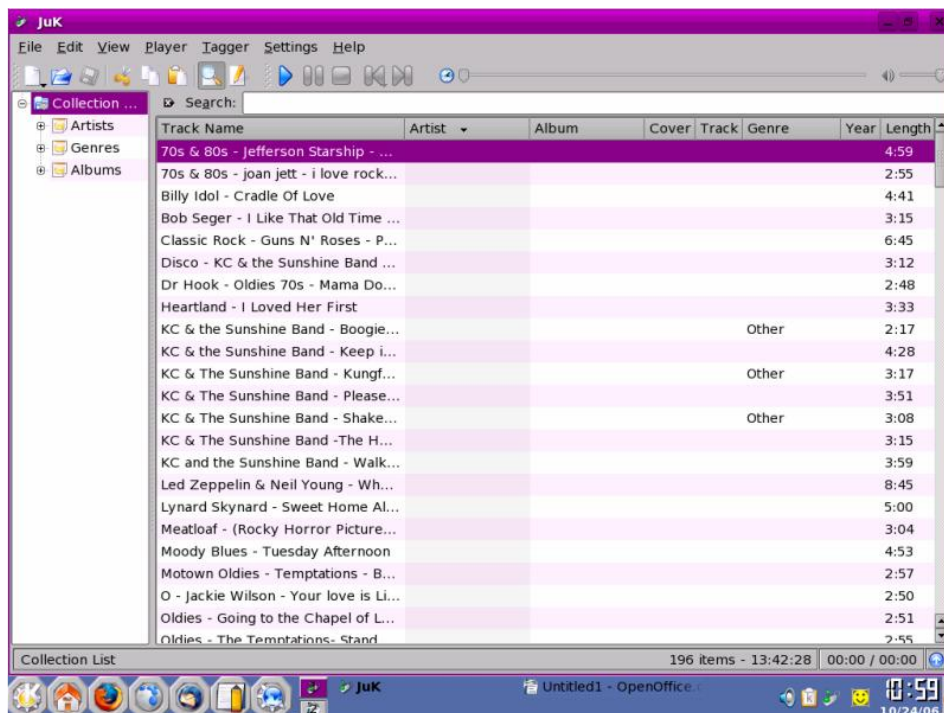 JuK
File Edit View Player Tagger Settings Help
Collection ...
Artists
Genres
Albums
Search:
Track Name Artist Album Cover Track Genre Year Length
70s & 80s - Jefferson Starship - ... 4:59
70s & 80s - joan jett - i love rock... 2:55
Billy Idol - Cradle Of Love 4:41
Bob Seger - I Like That Old Time ... 3:15
Classic Rock - Guns N' Roses - P... 6:45
Disco - KC & the Sunshine Band ... 3:12
Dr Hook - Oldies 70s - Mama Do... 2:48
Heartland - I Loved Her First 3:33
KC & the Sunshine Band - Boogie... Other 2:17
KC & the Sunshine Band - Keep i... 4:28
KC & The Sunshine Band - Kungf... Other 3:17
KC & The Sunshine Band - Please... 3:51
KC & The Sunshine Band - Shake... Other 3:08
KC & The Sunshine Band -The H... 3:15
KC and the Sunshine Band - Walk... 3:59
Led Zeppelin & Neil Young - Wh... 8:45
Lynard Skynard - Sweet Home Al... 5:00
Meatloaf - (Rocky Horror Picture... 3:04
Moody Blues - Tuesday Afternoon 4:53
Motown Oldies - Temptations - B... 2:57
O - Jackie Wilson - Your love is Li... 2:50
Oldies - Going to the Chapel of L... 2:51
Oldies - The Temptations- Stand 2:55
Collection List 196 items - 13:42:28 00:00 / 00:00
JuK Untitled1 - OpenOffice. 10:59
10/24/06